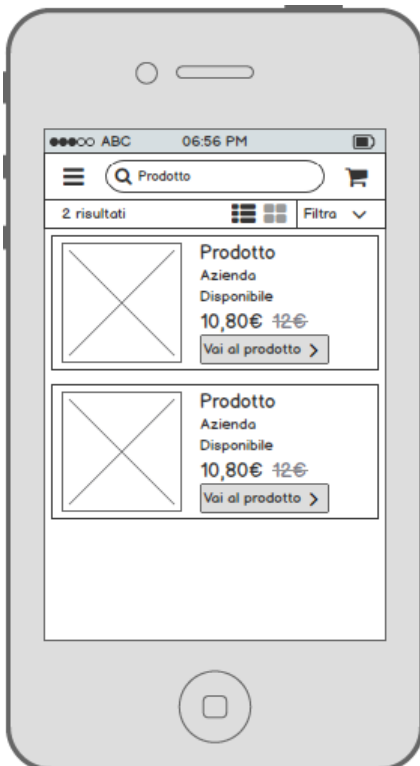 ABC 06:56 PM
Prodotto
2 risultati Filtra
Prodotto
Azienda
Disponibile
10,80€ 12€
Vai al prodotto
Prodotto
Azienda
Disponibile
10,80€ 12€
Vai al prodotto